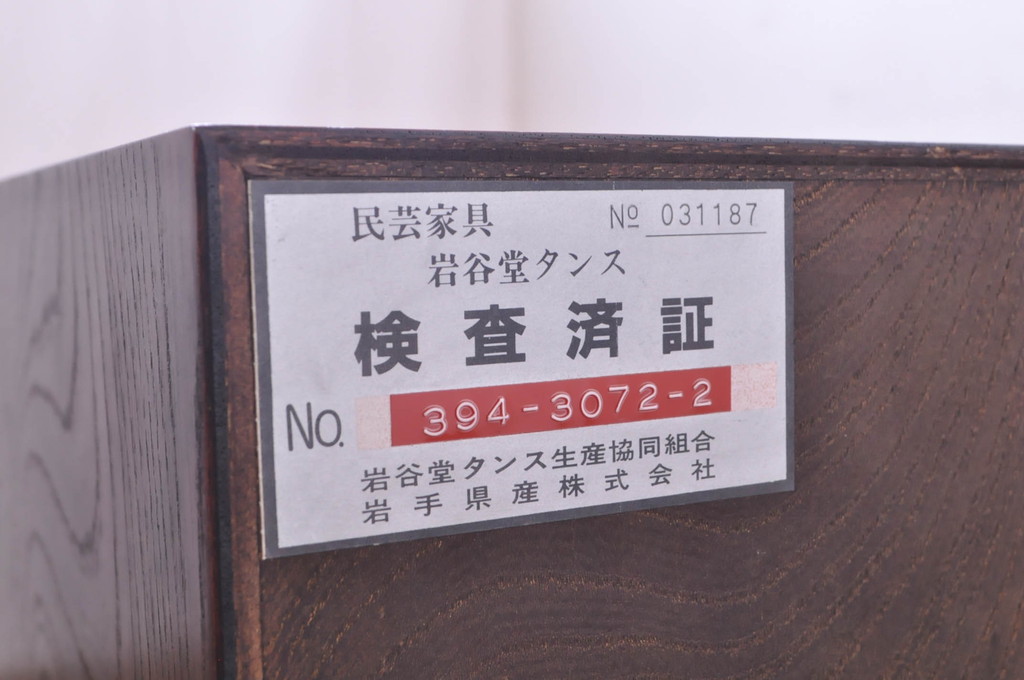 民芸家具 Nº 031187
岩谷堂タンス
検査済証
No. 394-3072-2
岩谷堂タンス生産協同組合
岩手県産株式会社